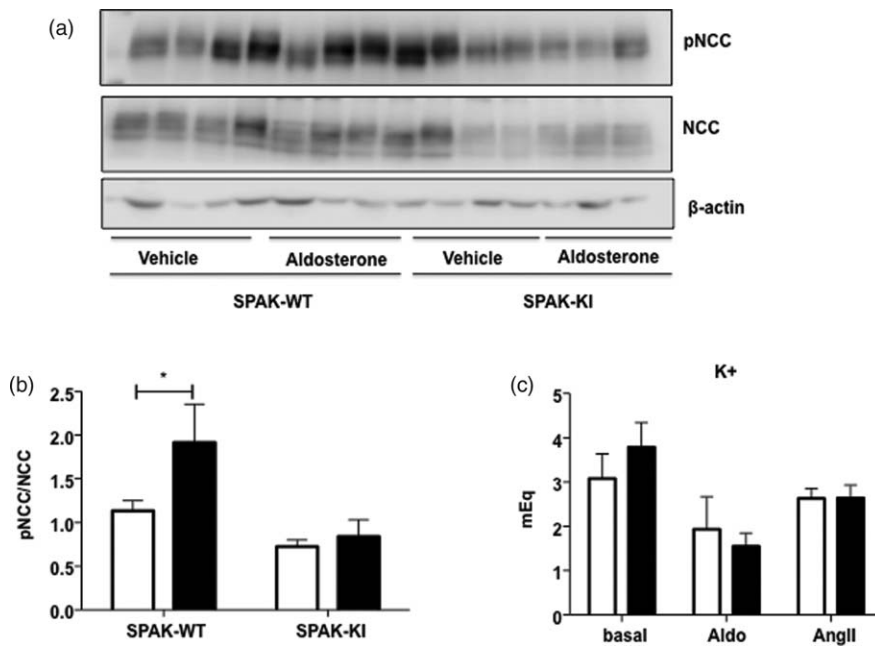 (a)
pNCC
NCC
β-actin
Vehicle Aldosterone Vehicle Aldosterone
SPAK-WT SPAK-KI
(b)
*
2.5
2.0
1.5
1.0
0.5
0.0
pNCC/NCC
SPAK-WT SPAK-KI
(c)
K+
5
4
3
2
1
0
mEq
basal Aldo AngII